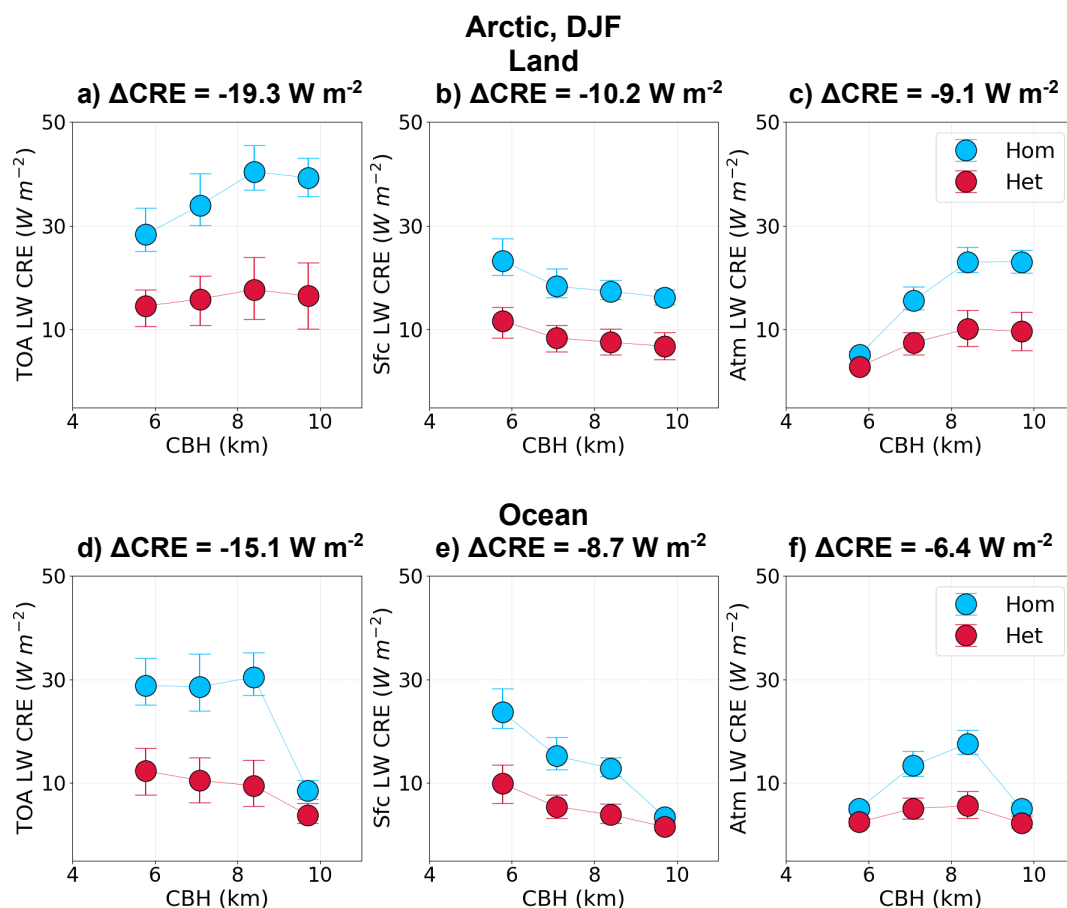 Arctic, DJF
Land
a) ΔCRE = -19.3 W m⁻²
b) ΔCRE = -10.2 W m⁻²
c) ΔCRE = -9.1 W m⁻²
TOA LW CRE (W m⁻²)
50
30
10
4 6 8 10
CBH (km)
Sfc LW CRE (W m⁻²)
50
30
10
4 6 8 10
CBH (km)
Atm LW CRE (W m⁻²)
50
30
10
4 6 8 10
CBH (km)
Hom
Het
Ocean
d) ΔCRE = -15.1 W m⁻²
e) ΔCRE = -8.7 W m⁻²
f) ΔCRE = -6.4 W m⁻²
TOA LW CRE (W m⁻²)
50
30
10
4 6 8 10
CBH (km)
Sfc LW CRE (W m⁻²)
50
30
10
4 6 8 10
CBH (km)
Atm LW CRE (W m⁻²)
50
30
10
4 6 8 10
CBH (km)
Hom
Het